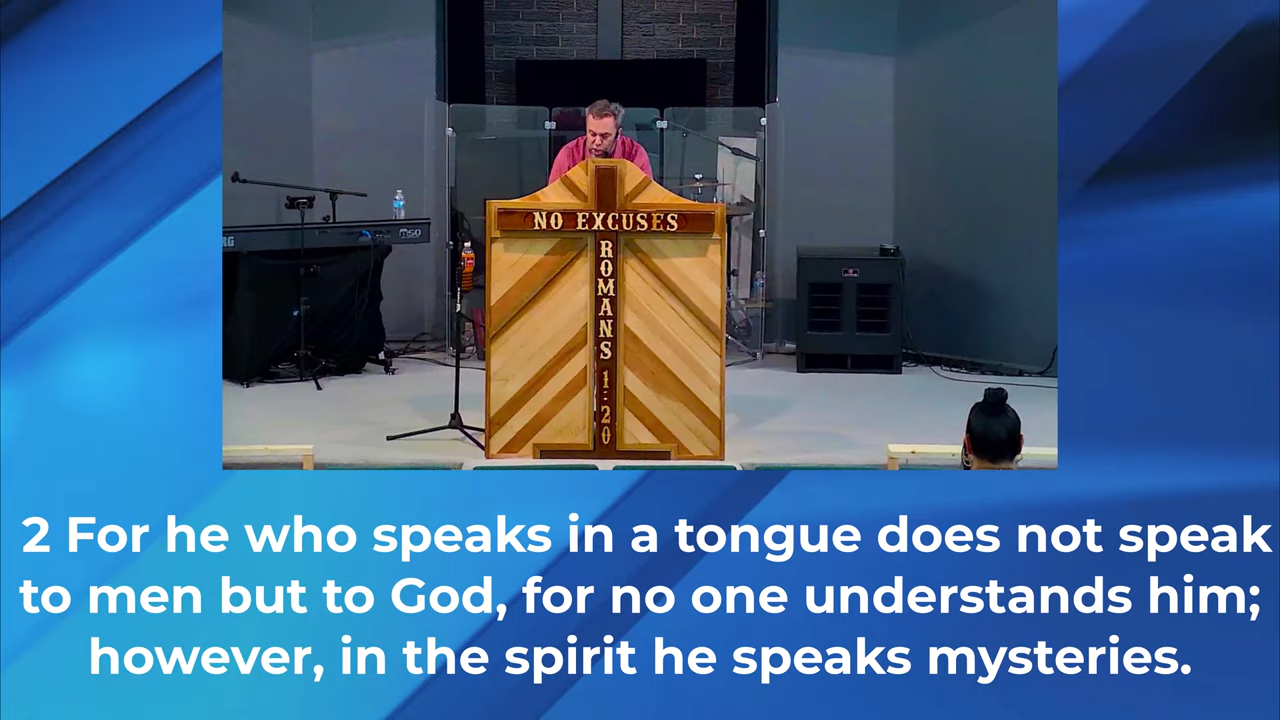 NO EXCUSES
ROMANS 1:20
M50
2 For he who speaks in a tongue does not speak
to men but to God, for no one understands him;
however, in the spirit he speaks mysteries.